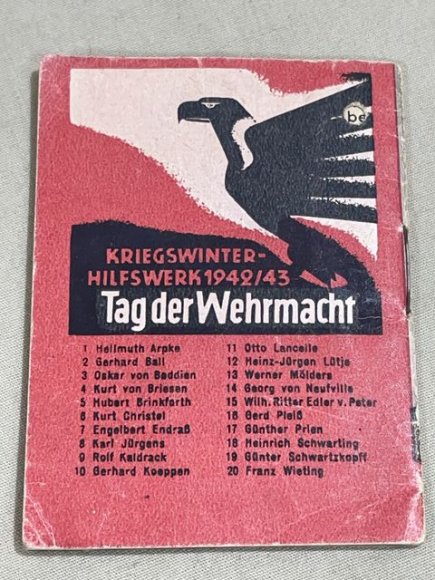 be
KRIEGSWINTER-
HILFSWERK 1942/43
Tag der Wehrmacht
1 Hellmuth Arpke
2 Gerhard Ball
3 Oskar von Baddien
4 Kurt von Briesen
5 Hubert Brinkforth
6 Kurt Christel
7 Engelbert Endraß
8 Karl Jürgens
9 Rolf Kaldrack
10 Gerhard Koeppen
11 Otto Lancelle
12 Heinz-Jürgen Lütje
13 Werner Mölders
14 Georg von Neufville
15 Wilh. Ritter Edler v. Peter
16 Gerd Pleiß
17 Günther Prien
18 Heinrich Schwarting
19 Günter Schwartzkopff
20 Franz Wieting